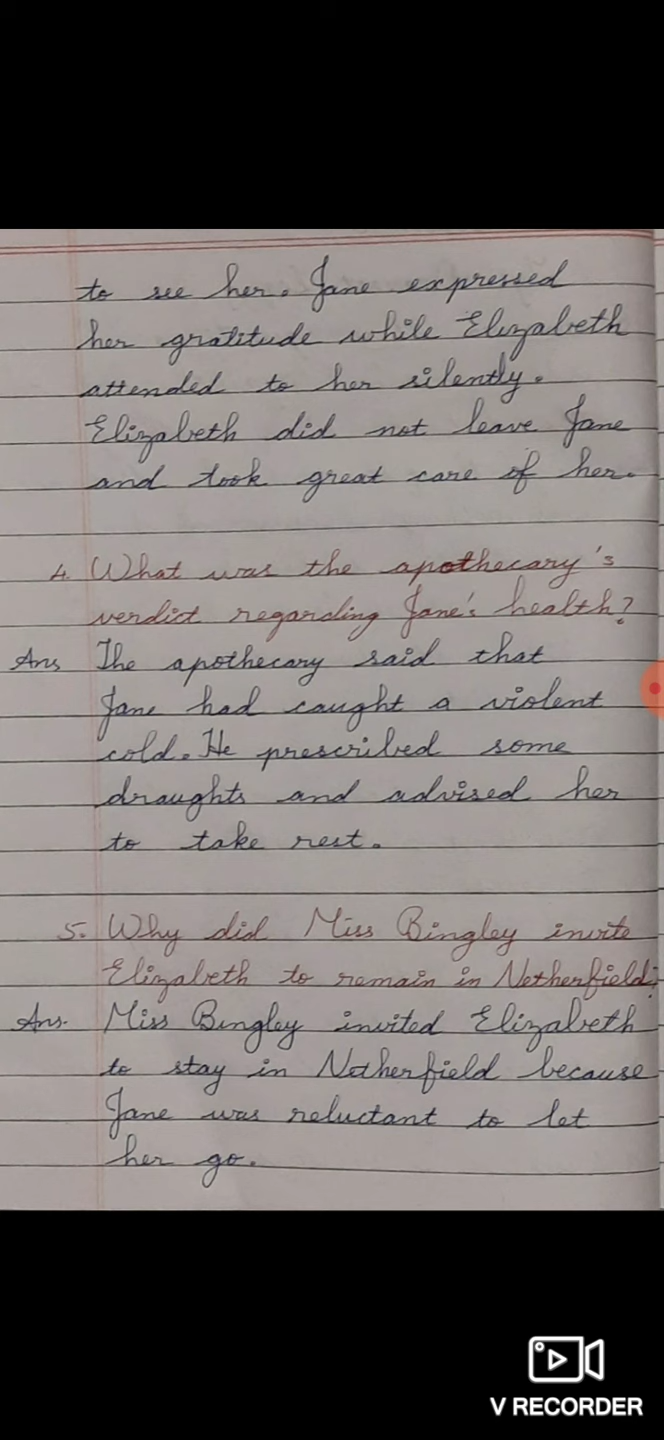 to see her. Jane expressed
her gratitude while Elizabeth
attended to her silently.
Elizabeth did not leave Jane
and took great care of her.
4. What was the apothecary's
verdict regarding Jane's health?
Ans The apothecary said that
Jane had caught a violent
cold. He prescribed some
draughts and advised her
to take rest.
5. Why did Miss Bingley invite
Elizabeth to remain in Netherfield?
Ans. Miss Bingley invited Elizabeth
to stay in Netherfield because
Jane was reluctant to let
her go.
V RECORDER